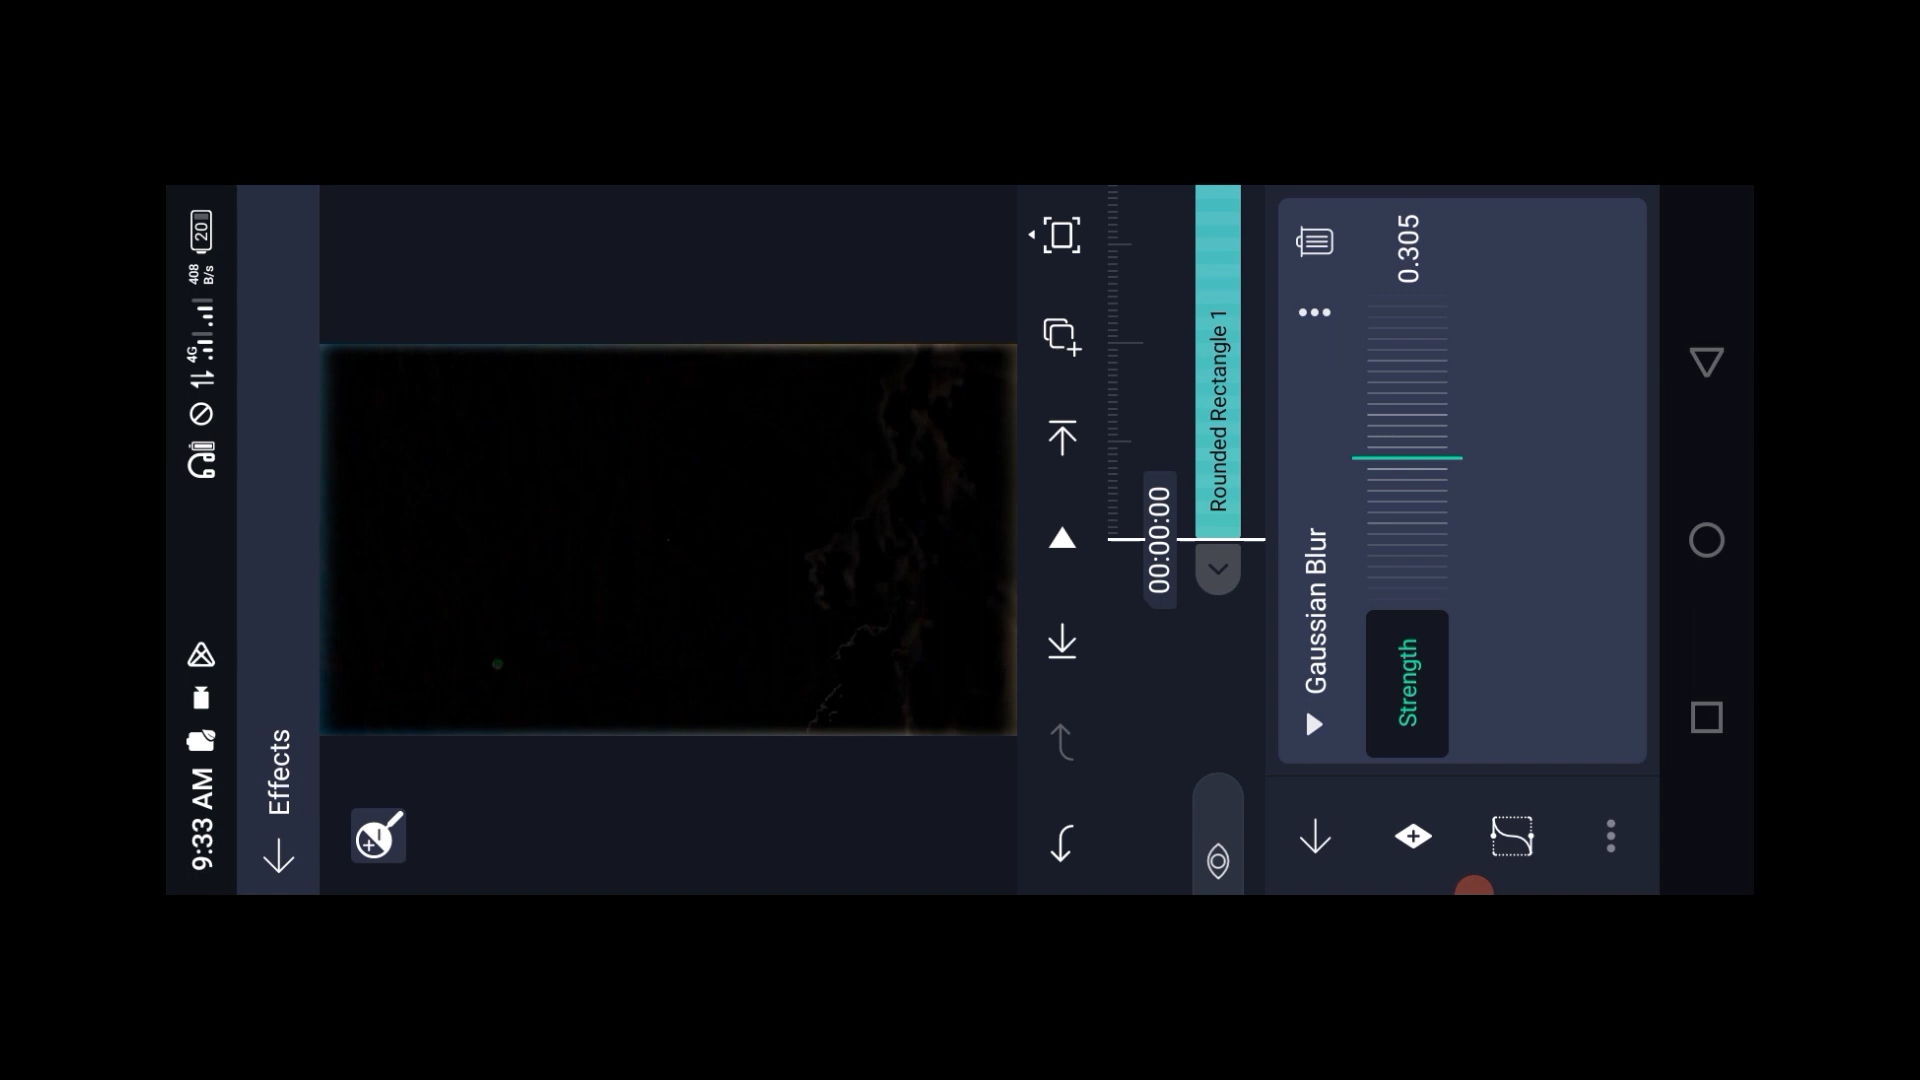 9:33 AM 4G 408 B/s 20
Effects
00:00:00
Rounded Rectangle 1
Gaussian Blur
Strength 0.305